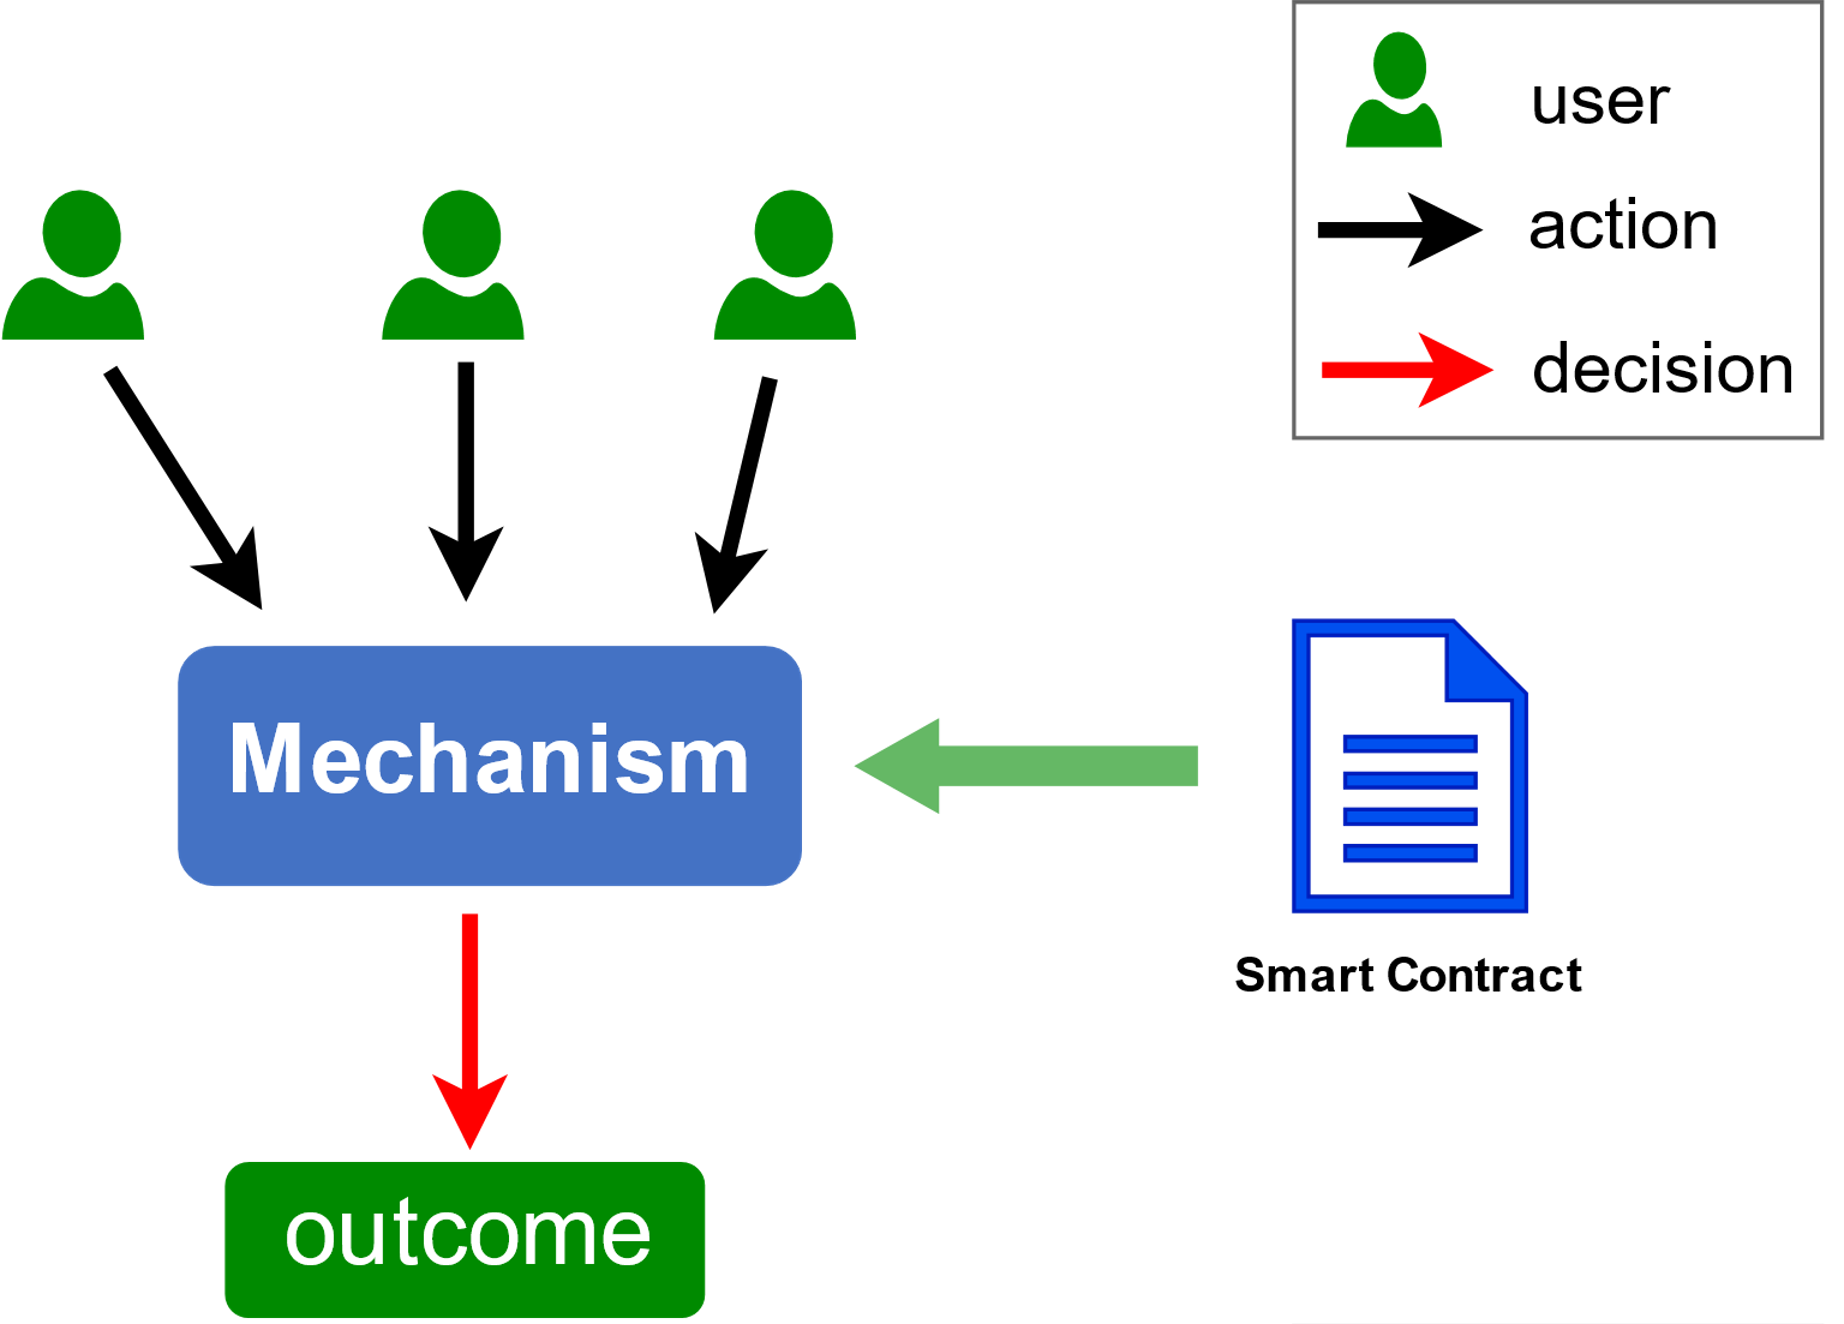 user
action
decision
Mechanism
Smart Contract
outcome